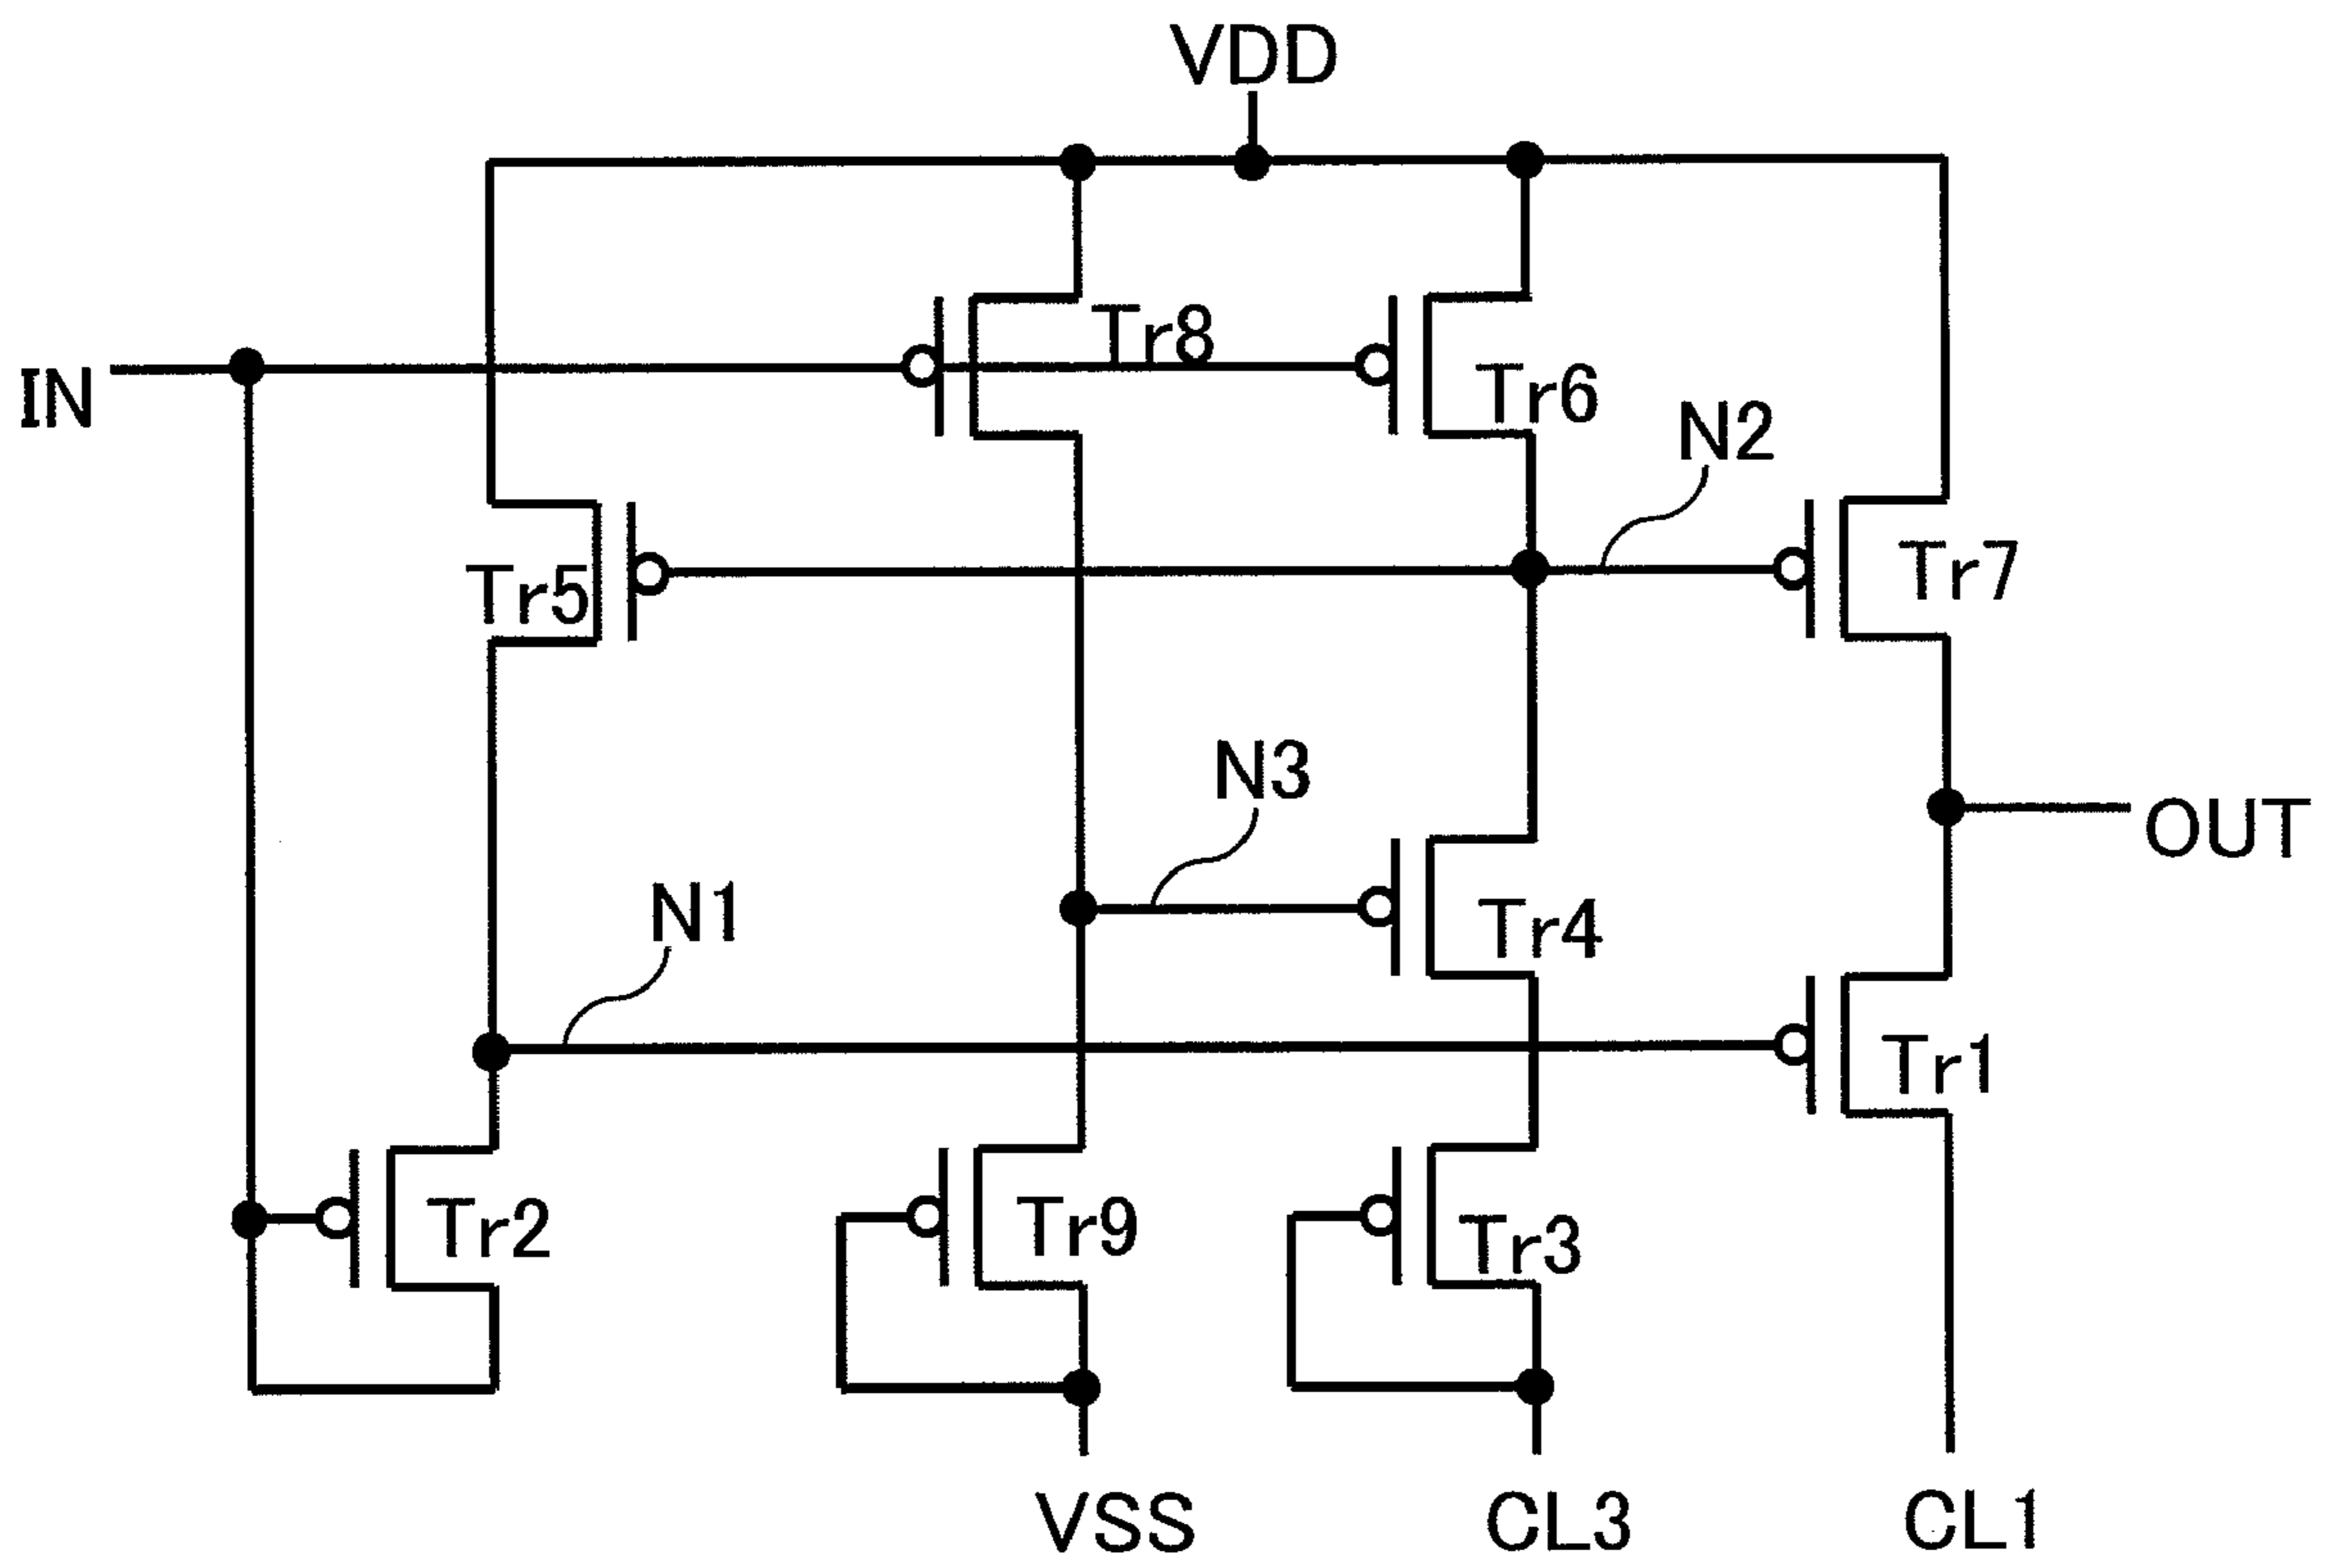 VDD
Tr8
IN
Tr6
N2
Tr5
Tr7
N3
OUT
N1
Tr4
Tr1
Tr2
Tr9
Tr3
VSS
CL3
CL1